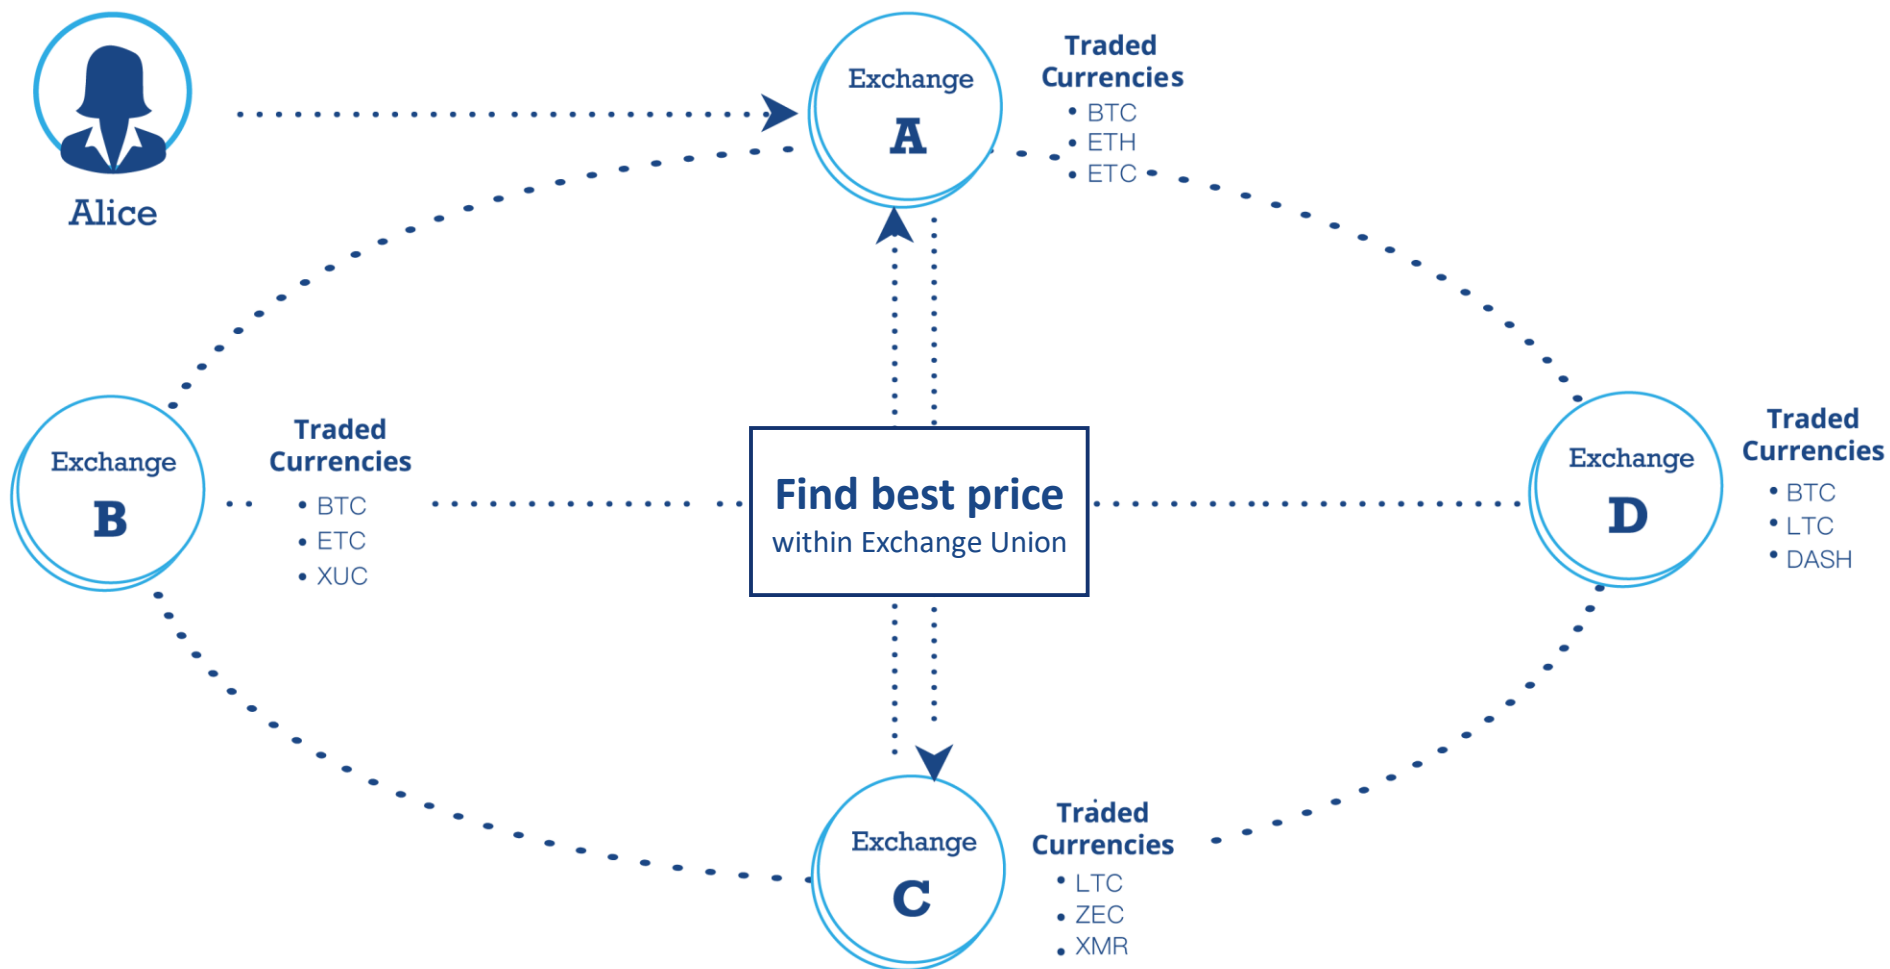 Alice
Exchange
A
Traded
Currencies
• BTC
• ETH
• ETC
Exchange
B
Traded
Currencies
• BTC
• ETC
• XUC
Find best price
within Exchange Union
Exchange
D
Traded
Currencies
• BTC
• LTC
• DASH
Exchange
C
Traded
Currencies
• LTC
• ZEC
• XMR